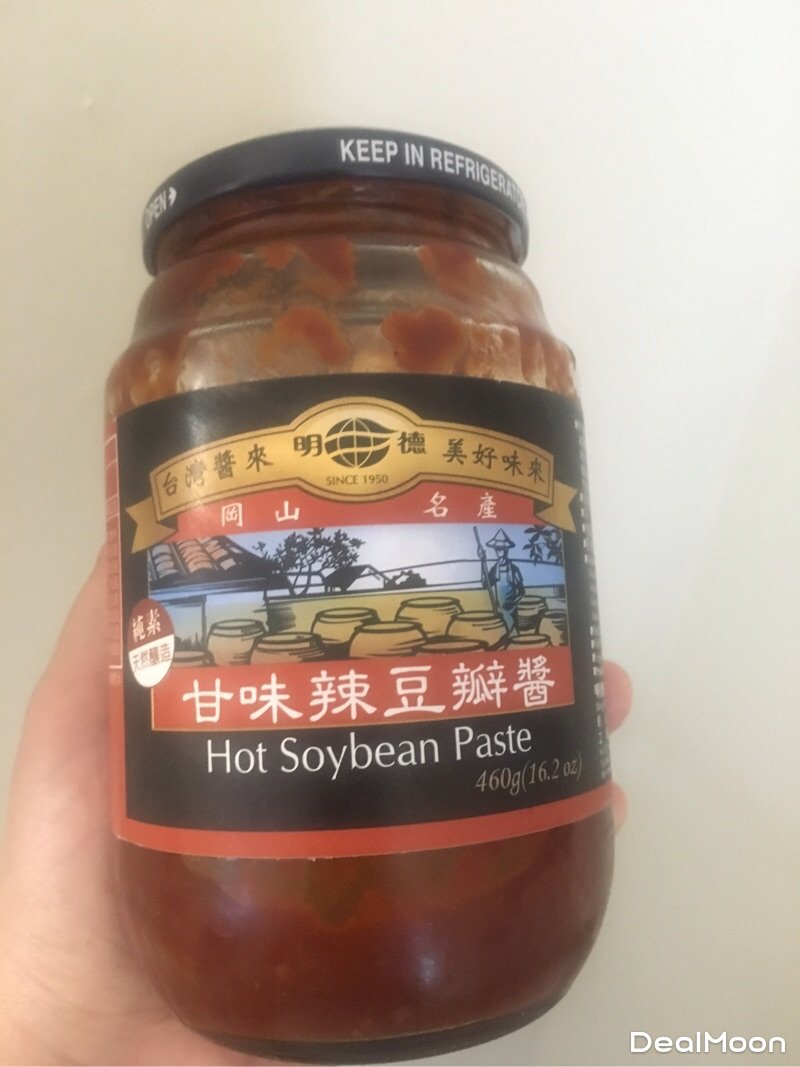 OPEN
KEEP IN REFRIGERATOR
台灣醬來 明德 美好味來
SINCE 1950
岡山 名產
純素
天然釀造
甘味辣豆瓣醬
Hot Soybean Paste
460g(16.2 oz)
DealMoon